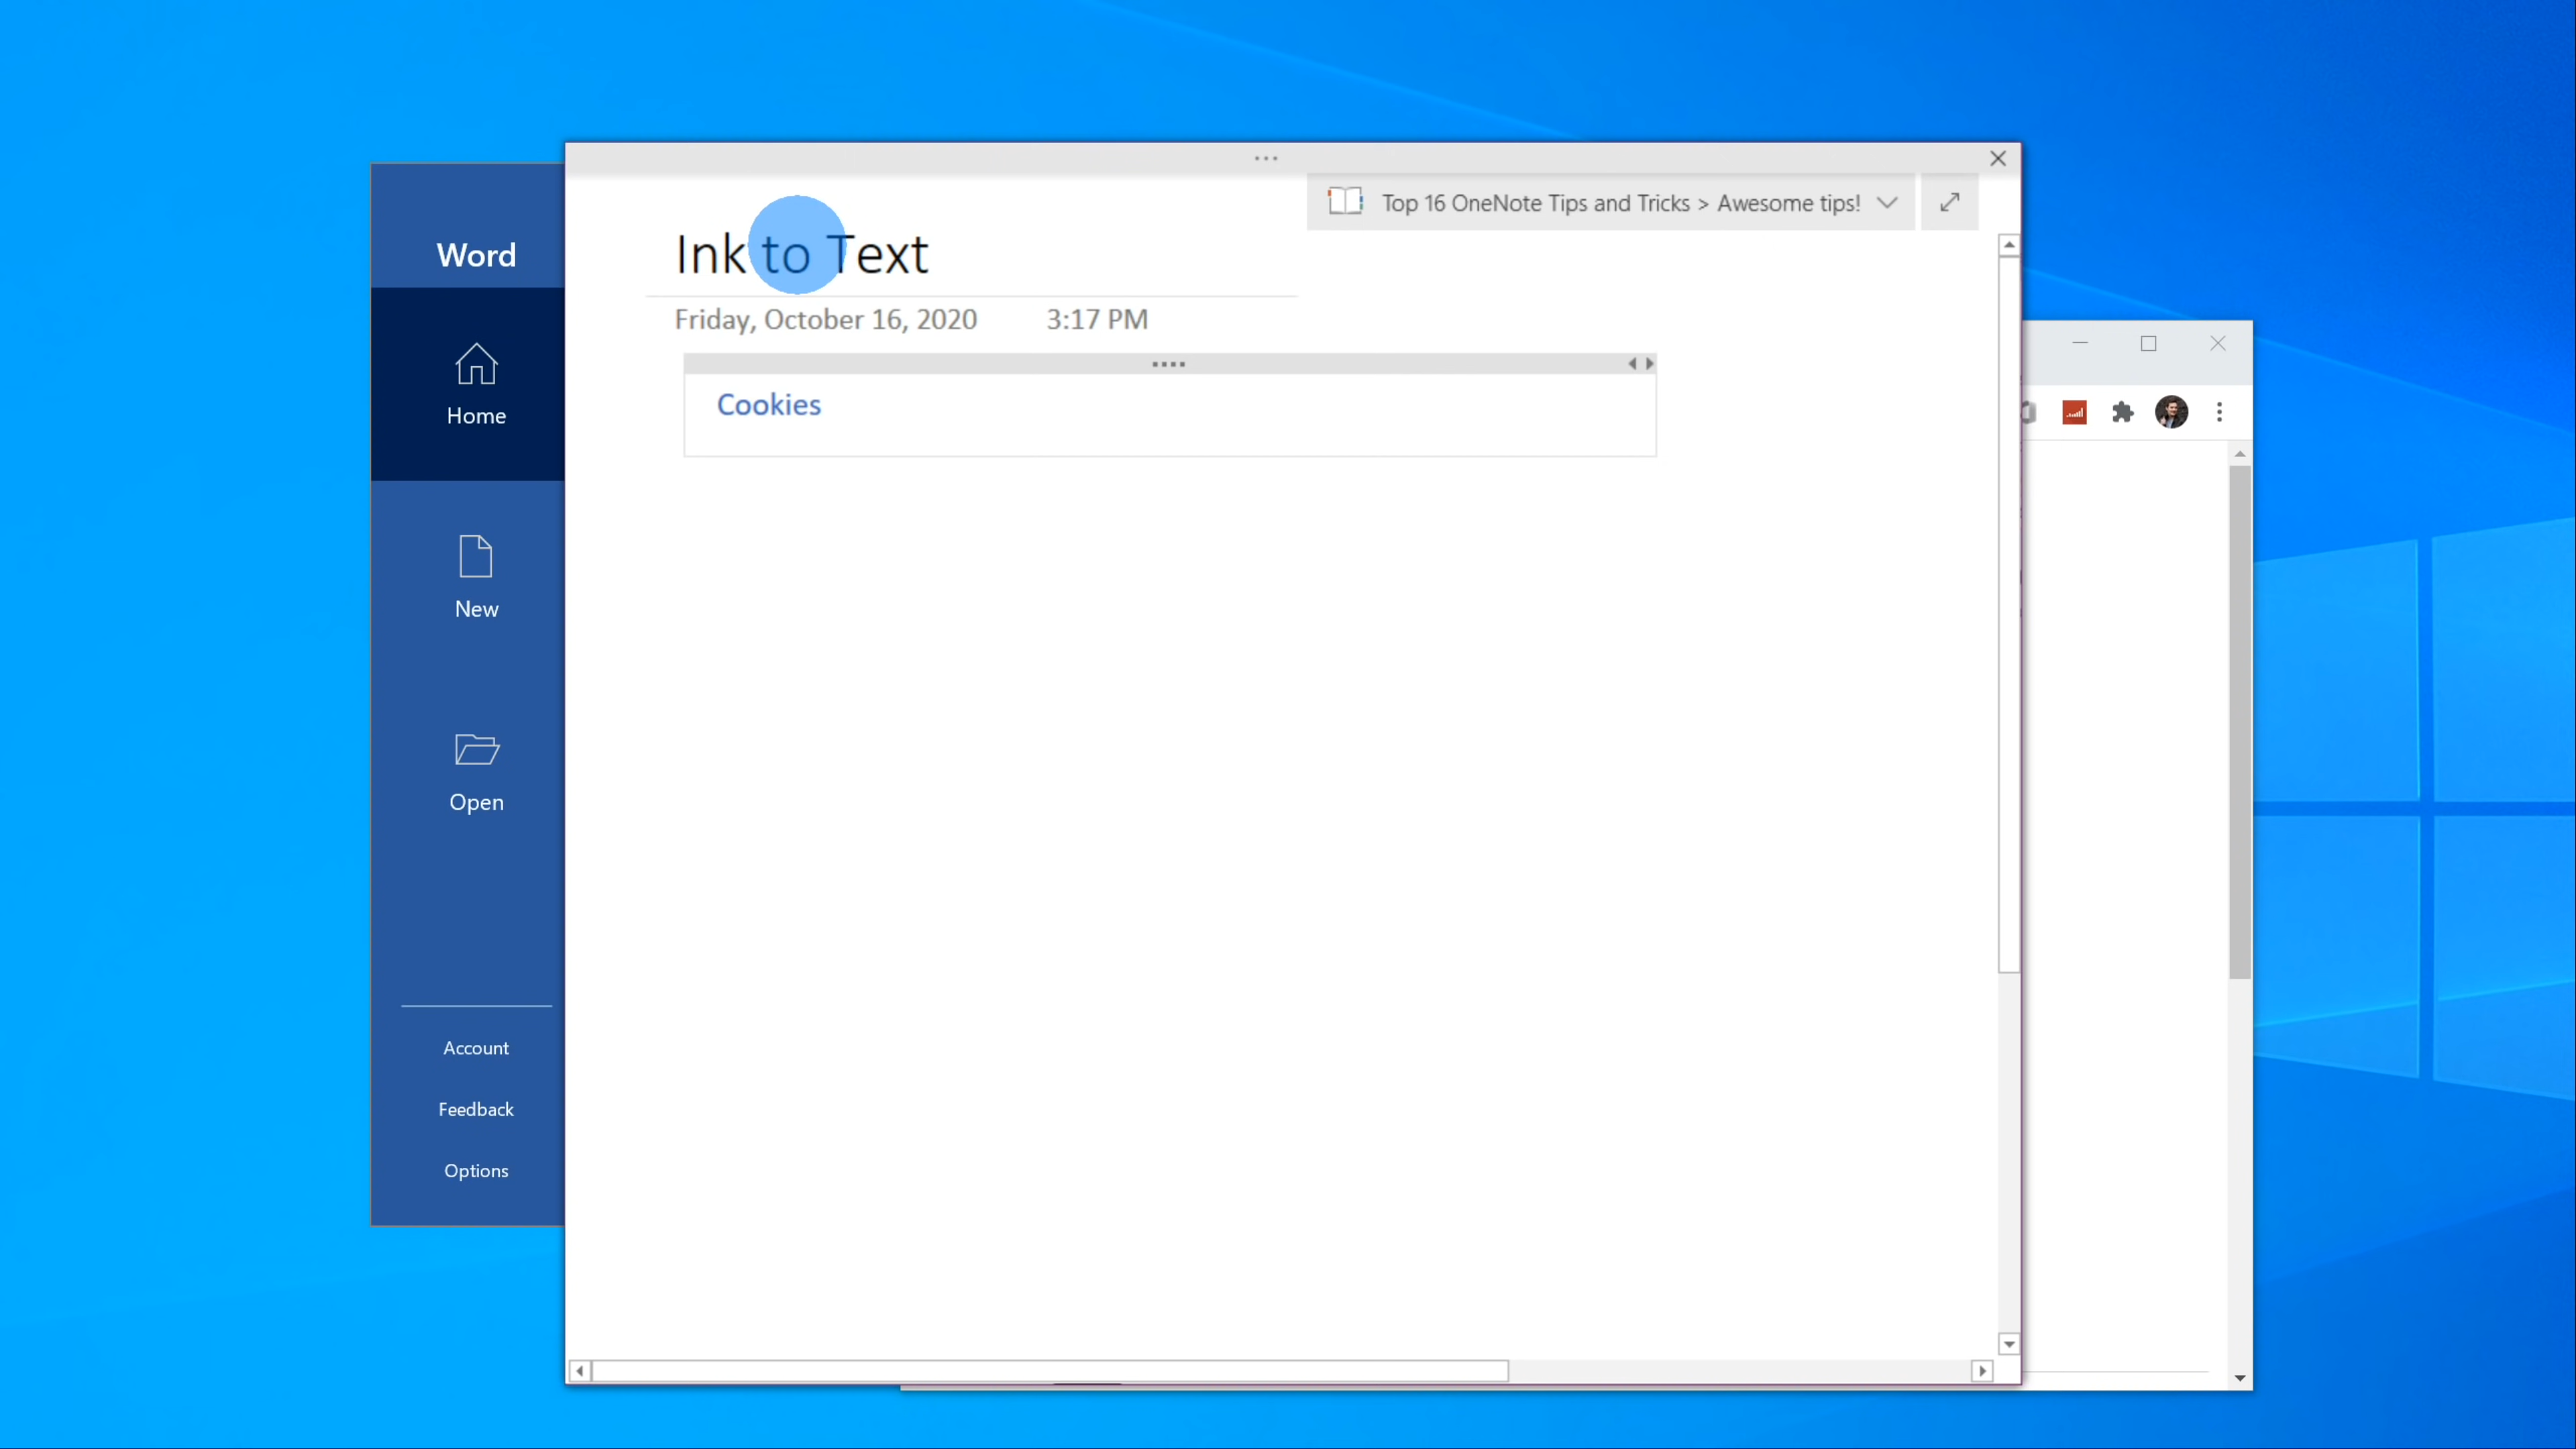 Top 16 OneNote Tips and Tricks > Awesome tips!
Word
Ink to Text
Friday, October 16, 2020 3:17 PM
Cookies
Home
New
Open
Account
Feedback
Options